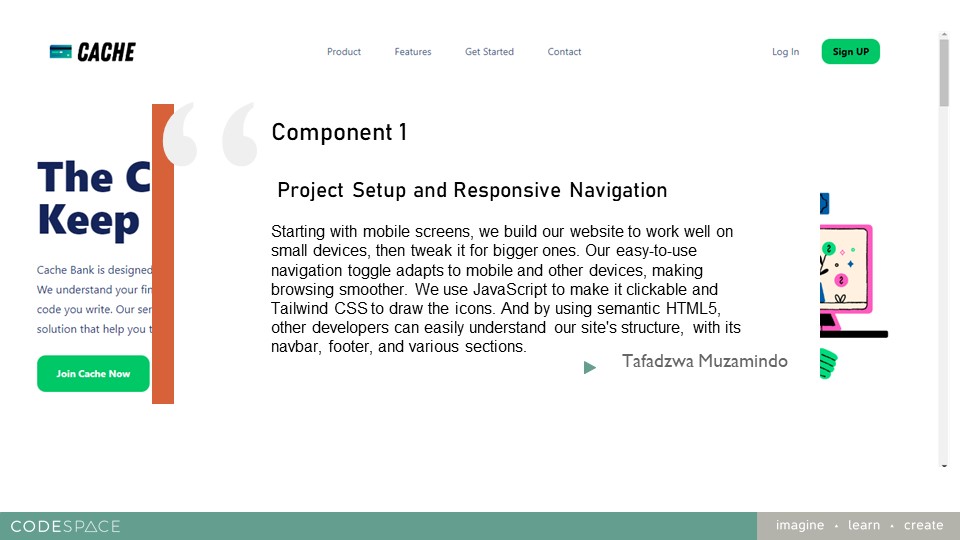 CACHE
Product Features Get Started Contact Log In Sign UP
Component 1
The C
Keep
Project Setup and Responsive Navigation
Starting with mobile screens, we build our website to work well on
small devices, then tweak it for bigger ones. Our easy-to-use
navigation toggle adapts to mobile and other devices, making
browsing smoother. We use JavaScript to make it clickable and
Tailwind CSS to draw the icons. And by using semantic HTML5,
other developers can easily understand our site's structure, with its
navbar, footer, and various sections.
Tafadzwa Muzamindo
Cache Bank is designed
We understand your fin
code you write. Our ser
solution that help you t
Join Cache Now
CODESPACE
imagine • learn • create